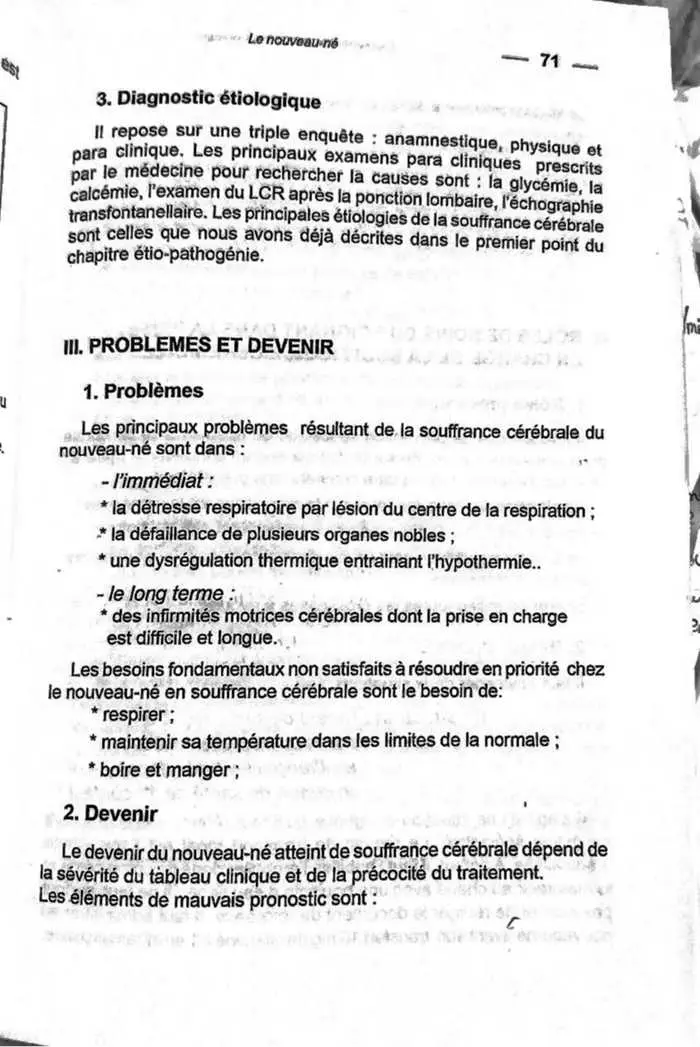 Le nouveau-né
— 71 —
3. Diagnostic étiologique
Il repose sur une triple enquête : anamnestique, physique et
para clinique. Les principaux examens para cliniques prescrits
par le médecine pour rechercher la causes sont : la glycémie, la
calcémie, l'examen du LCR après la ponction lombaire, l'échographie
transfontanellaire. Les principales étiologies de la souffrance cérébrale
sont celles que nous avons déjà décrites dans le premier point du
chapitre étio-pathogénie.
III. PROBLEMES ET DEVENIR
1. Problèmes
Les principaux problèmes résultant de la souffrance cérébrale du
nouveau-né sont dans :
- l'immédiat :
* la détresse respiratoire par lésion du centre de la respiration ;
* la défaillance de plusieurs organes nobles ;
* une dysrégulation thermique entrainant l'hypothermie..
- le long terme :
* des infirmités motrices cérébrales dont la prise en charge
est difficile et longue.
Les besoins fondamentaux non satisfaits à résoudre en priorité chez
le nouveau-né en souffrance cérébrale sont le besoin de:
* respirer ;
* maintenir sa température dans les limites de la normale ;
* boire et manger ;
2. Devenir
Le devenir du nouveau-né atteint de souffrance cérébrale dépend de
la sévérité du tableau clinique et de la précocité du traitement.
Les éléments de mauvais pronostic sont :